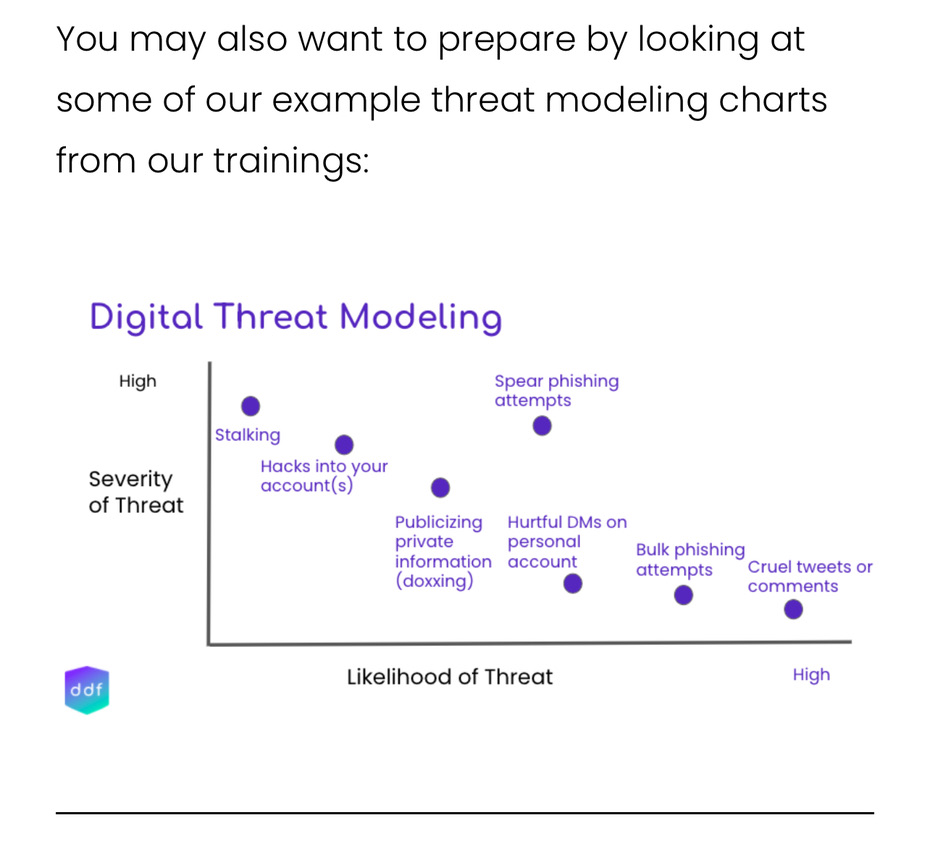 You may also want to prepare by looking at
some of our example threat modeling charts
from our trainings:
Digital Threat Modeling
High
Spear phishing
attempts
Stalking
Hacks into your
account(s)
Severity
of Threat
Publicizing
private
information
(doxxing)
Hurtful DMs on
personal
account
Bulk phishing
attempts
Cruel tweets or
comments
Likelihood of Threat
High
ddf